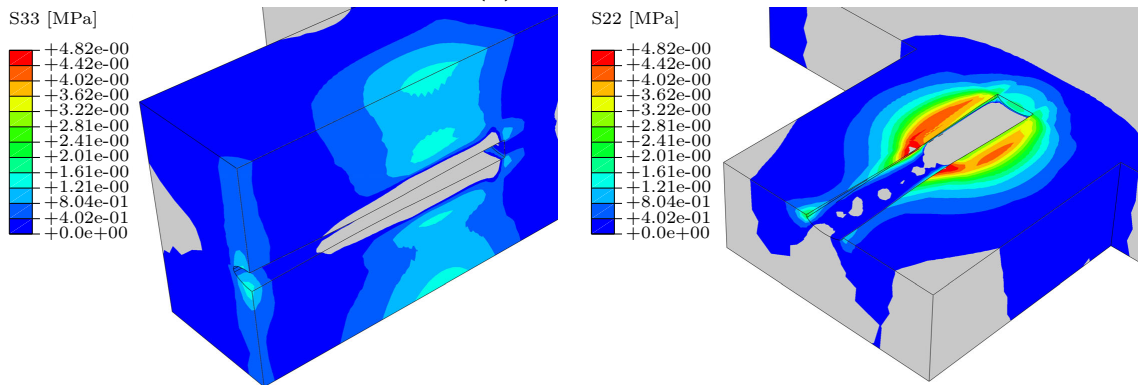 S33 [MPa]
+4.82e-00
+4.42e-00
+4.02e-00
+3.62e-00
+3.22e-00
+2.81e-00
+2.41e-00
+2.01e-00
+1.61e-00
+1.21e-00
+8.04e-01
+4.02e-01
+0.0e+00
S22 [MPa]
+4.82e-00
+4.42e-00
+4.02e-00
+3.62e-00
+3.22e-00
+2.81e-00
+2.41e-00
+2.01e-00
+1.61e-00
+1.21e-00
+8.04e-01
+4.02e-01
+0.0e+00